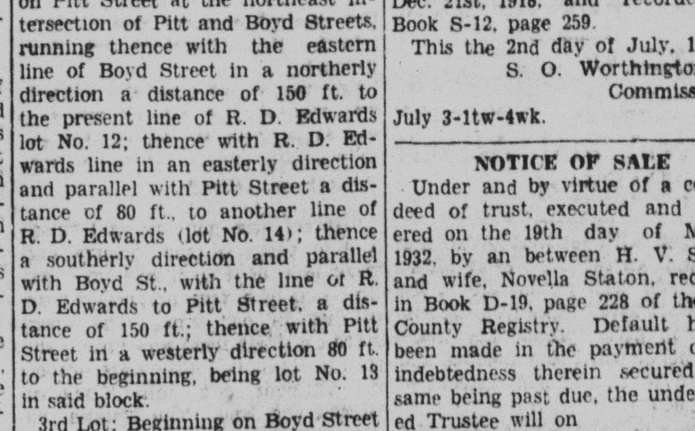 on Pitt Street at the northeast in-
tersection of Pitt and Boyd Streets,
running thence with the eastern
line of Boyd Street in a northerly
direction a distance of 150 ft. to
the present line of R. D. Edwards
lot No. 12; thence with R. D. Ed-
wards line in an easterly direction
and parallel with Pitt Street a dis-
tance of 80 ft., to another line of
R. D. Edwards (lot No. 14); thence
a southerly direction and parallel
with Boyd St., with the line of R.
D. Edwards to Pitt Street, a dis-
tance of 150 ft.; thence with Pitt
Street in a westerly direction 80 ft.
to the beginning, being lot No. 13
in said block.
3rd Lot: Beginning on Boyd Street
Dec. 21st, 1918, and record
Book S-12, page 259.
This the 2nd day of July, 1
S. O. Worthingto
Commiss
July 3-1tw-4wk.
NOTICE OF SALE
Under and by virtue of a c
deed of trust, executed and
ered on the 19th day of M
1932, by an between H. V. S
and wife, Novella Staton, rec
in Book D-19, page 228 of th
County Registry. Default h
been made in the payment o
indebtedness therein secured
same being past due, the unde
ed Trustee will on